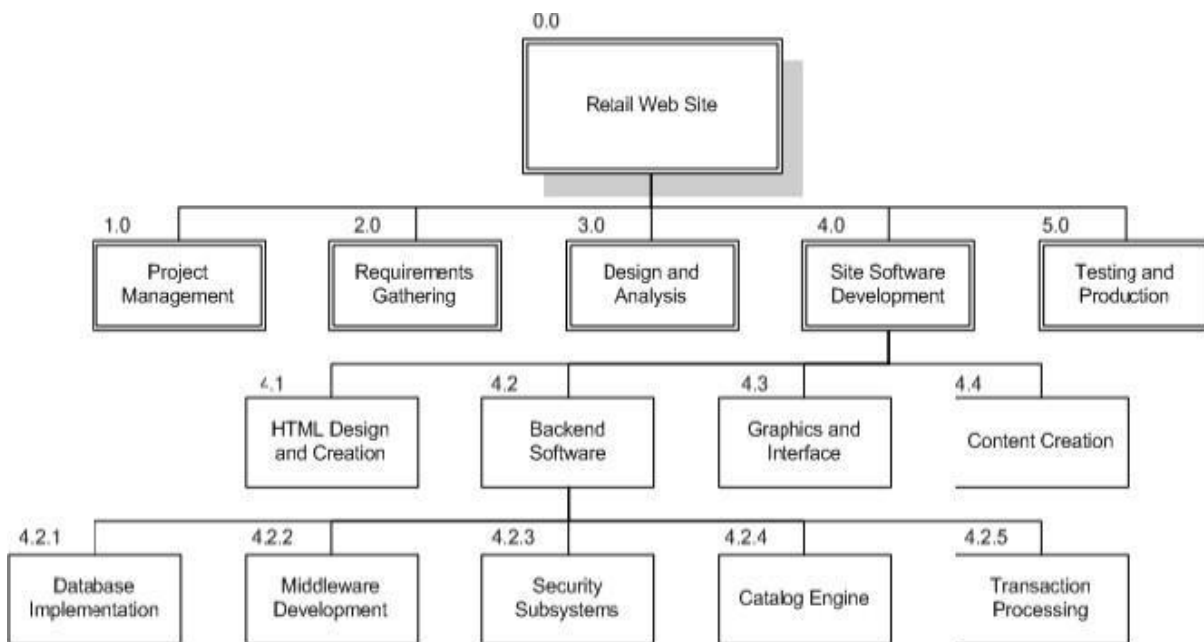 0.0
Retail Web Site
1.0
2.0
3.0
4.0
5.0
Project
Management
Requirements
Gathering
Design and
Analysis
Site Software
Development
Testing and
Production
4.1
4.2
4.3
4.4
HTML Design
and Creation
Backend
Software
Graphics and
Interface
Content Creation
4.2.1
4.2.2
4.2.3
4.2.4
4.2.5
Database
Implementation
Middleware
Development
Security
Subsystems
Catalog Engine
Transaction
Processing